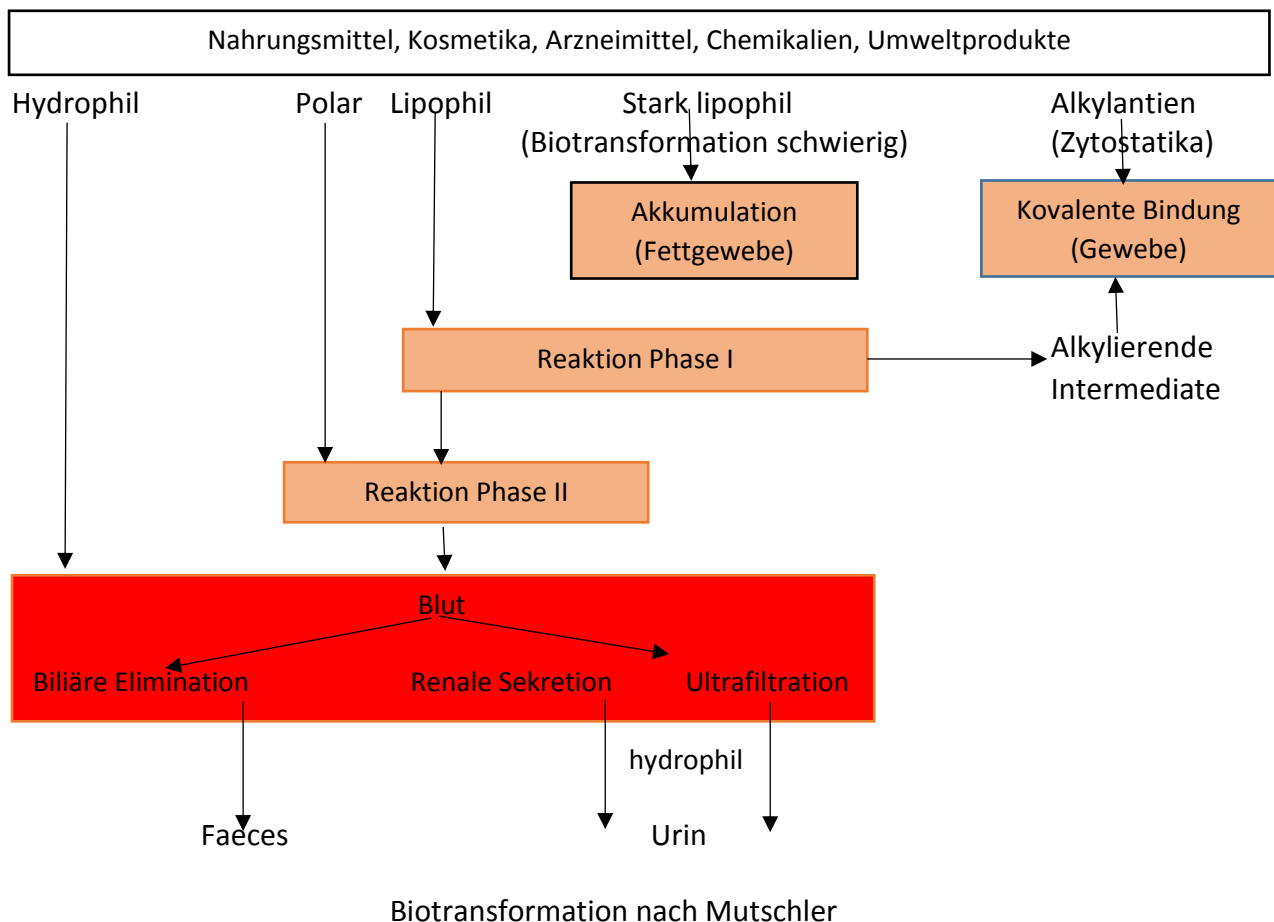 Nahrungsmittel, Kosmetika, Arzneimittel, Chemikalien, Umweltprodukte
Hydrophil
Polar
Lipophil
Stark lipophil
(Biotransformation schwierig)
Alkylantien
(Zytostatika)
Akkumulation
(Fettgewebe)
Kovalente Bindung
(Gewebe)
Reaktion Phase I
Alkylierende
Intermediate
Reaktion Phase II
Blut
Biliäre Elimination
Renale Sekretion
Ultrafiltration
hydrophil
Faeces
Urin
Biotransformation nach Mutschler